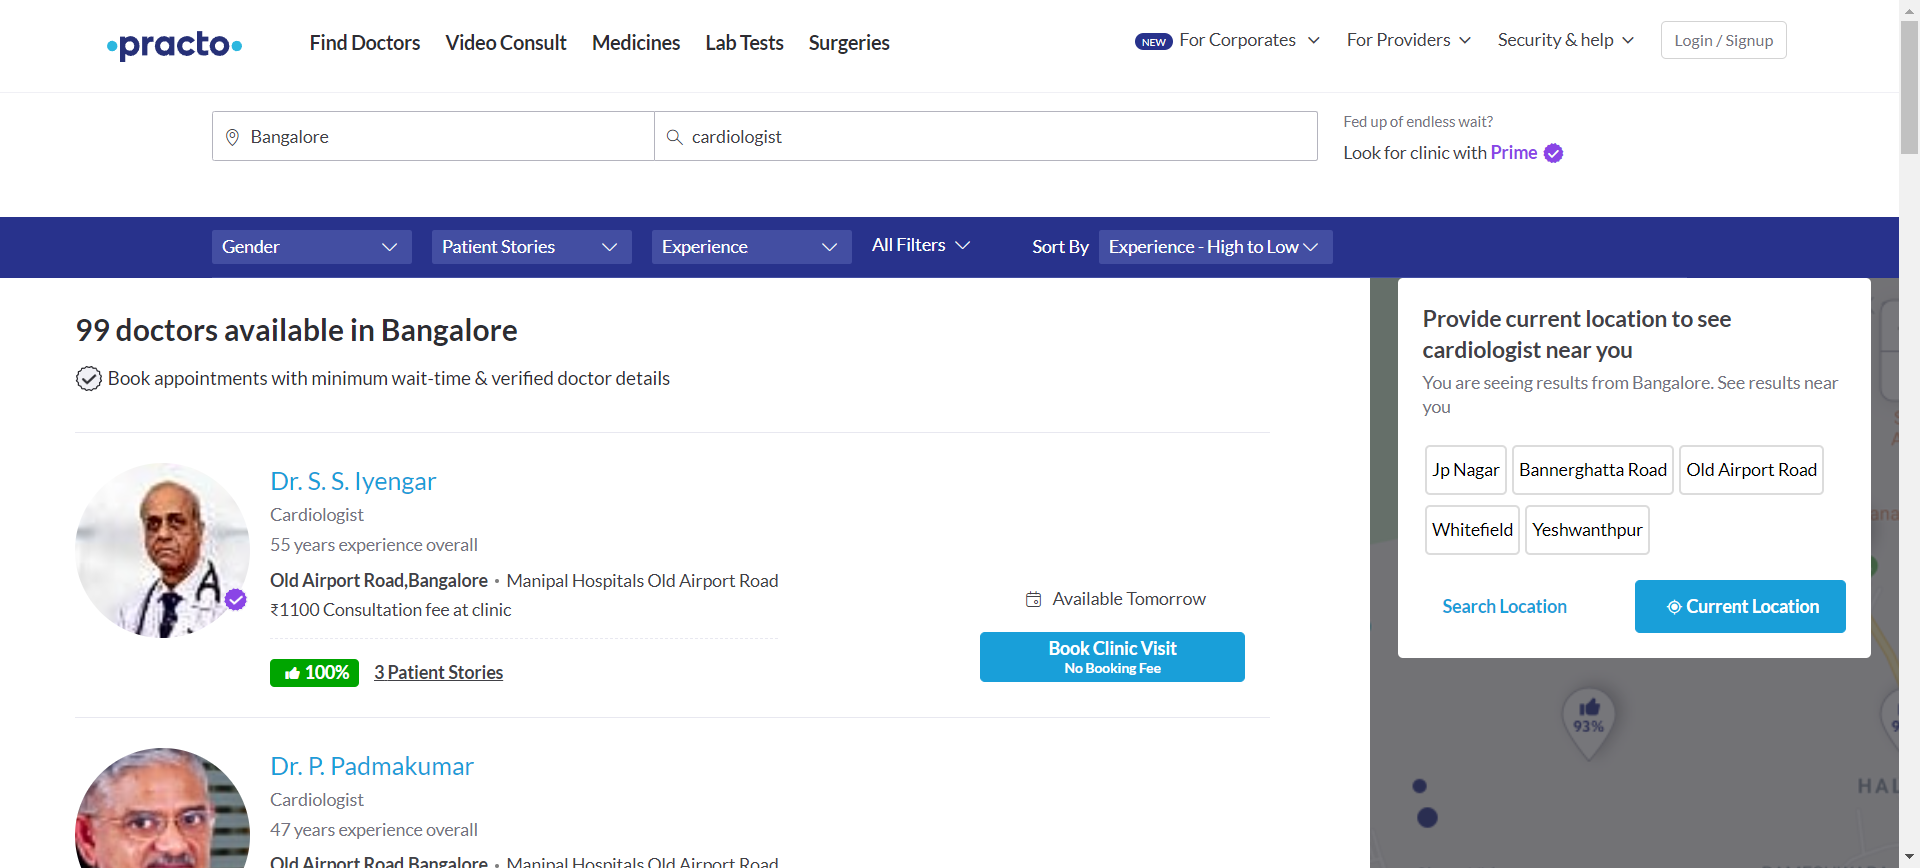 practo
Find Doctors
Video Consult
Medicines
Lab Tests
Surgeries
NEW
For Corporates
For Providers
Security & help
Login / Signup
Bangalore
cardiologist
Fed up of endless wait?
Look for clinic with Prime
Gender
Patient Stories
Experience
All Filters
Sort By
Experience - High to Low
99 doctors available in Bangalore
Book appointments with minimum wait-time & verified doctor details
Dr. S. S. Iyengar
Cardiologist
55 years experience overall
Old Airport Road,Bangalore • Manipal Hospitals Old Airport Road
₹1100 Consultation fee at clinic
100%
3 Patient Stories
Available Tomorrow
Book Clinic Visit
No Booking Fee
Dr. P. Padmakumar
Cardiologist
47 years experience overall
Old Airport Road,Bangalore • Manipal Hospitals Old Airport Road
Provide current location to see
cardiologist near you
You are seeing results from Bangalore. See results near
you
Jp Nagar
Bannerghatta Road
Old Airport Road
Whitefield
Yeshwanthpur
Search Location
Current Location
93%
HAL